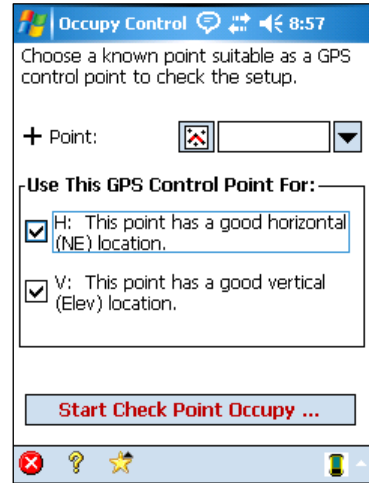 Occupy Control 8:57
Choose a known point suitable as a GPS
control point to check the setup.
+ Point:
Use This GPS Control Point For:
H: This point has a good horizontal
(NE) location.
V: This point has a good vertical
(Elev) location.
Start Check Point Occupy ...